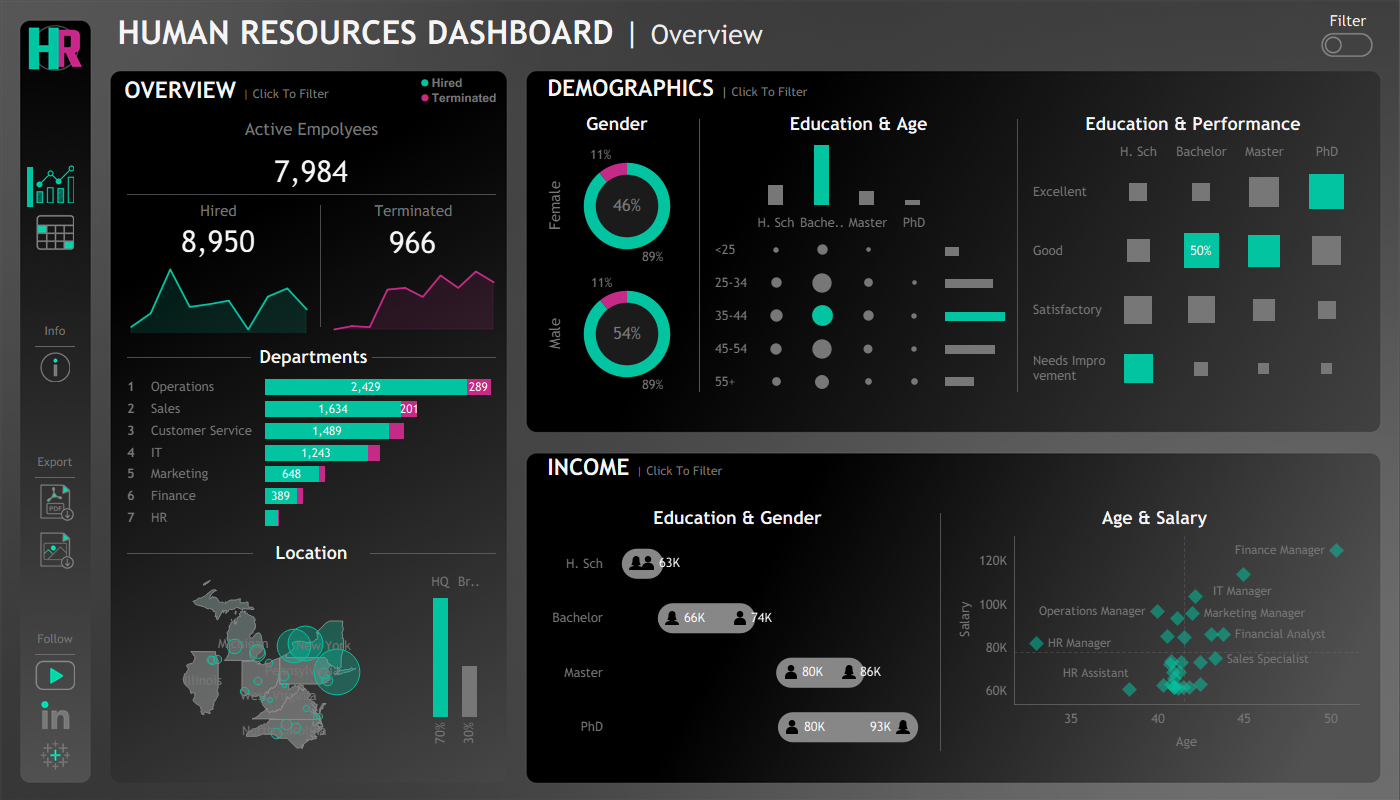 HR
HUMAN RESOURCES DASHBOARD | Overview
Filter
Info
Export
PDF
Follow
in
OVERVIEW | Click To Filter
Hired
Terminated
Active Empolyees
7,984
Hired
8,950
Terminated
966
Departments
1 Operations 2,429 289
2 Sales 1,634 201
3 Customer Service 1,489
4 IT 1,243
5 Marketing 648
6 Finance 389
7 HR
Location
HQ Br..
Michigan
New York
Illinois
70% 30%
DEMOGRAPHICS | Click To Filter
Gender
Female
11%
46%
89%
Male
11%
54%
89%
Education & Age
H. Sch Bache.. Master PhD
<25
25-34
35-44
45-54
55+
Education & Performance
H. Sch Bachelor Master PhD
Excellent
Good 50%
Satisfactory
Needs Impro
vement
INCOME | Click To Filter
Education & Gender
H. Sch 63K
Bachelor 66K 74K
Master 80K 86K
PhD 80K 93K
Age & Salary
Salary
120K
100K
80K
60K
Finance Manager
IT Manager
Operations Manager
Marketing Manager
Financial Analyst
HR Manager
Sales Specialist
HR Assistant
35 40 45 50
Age